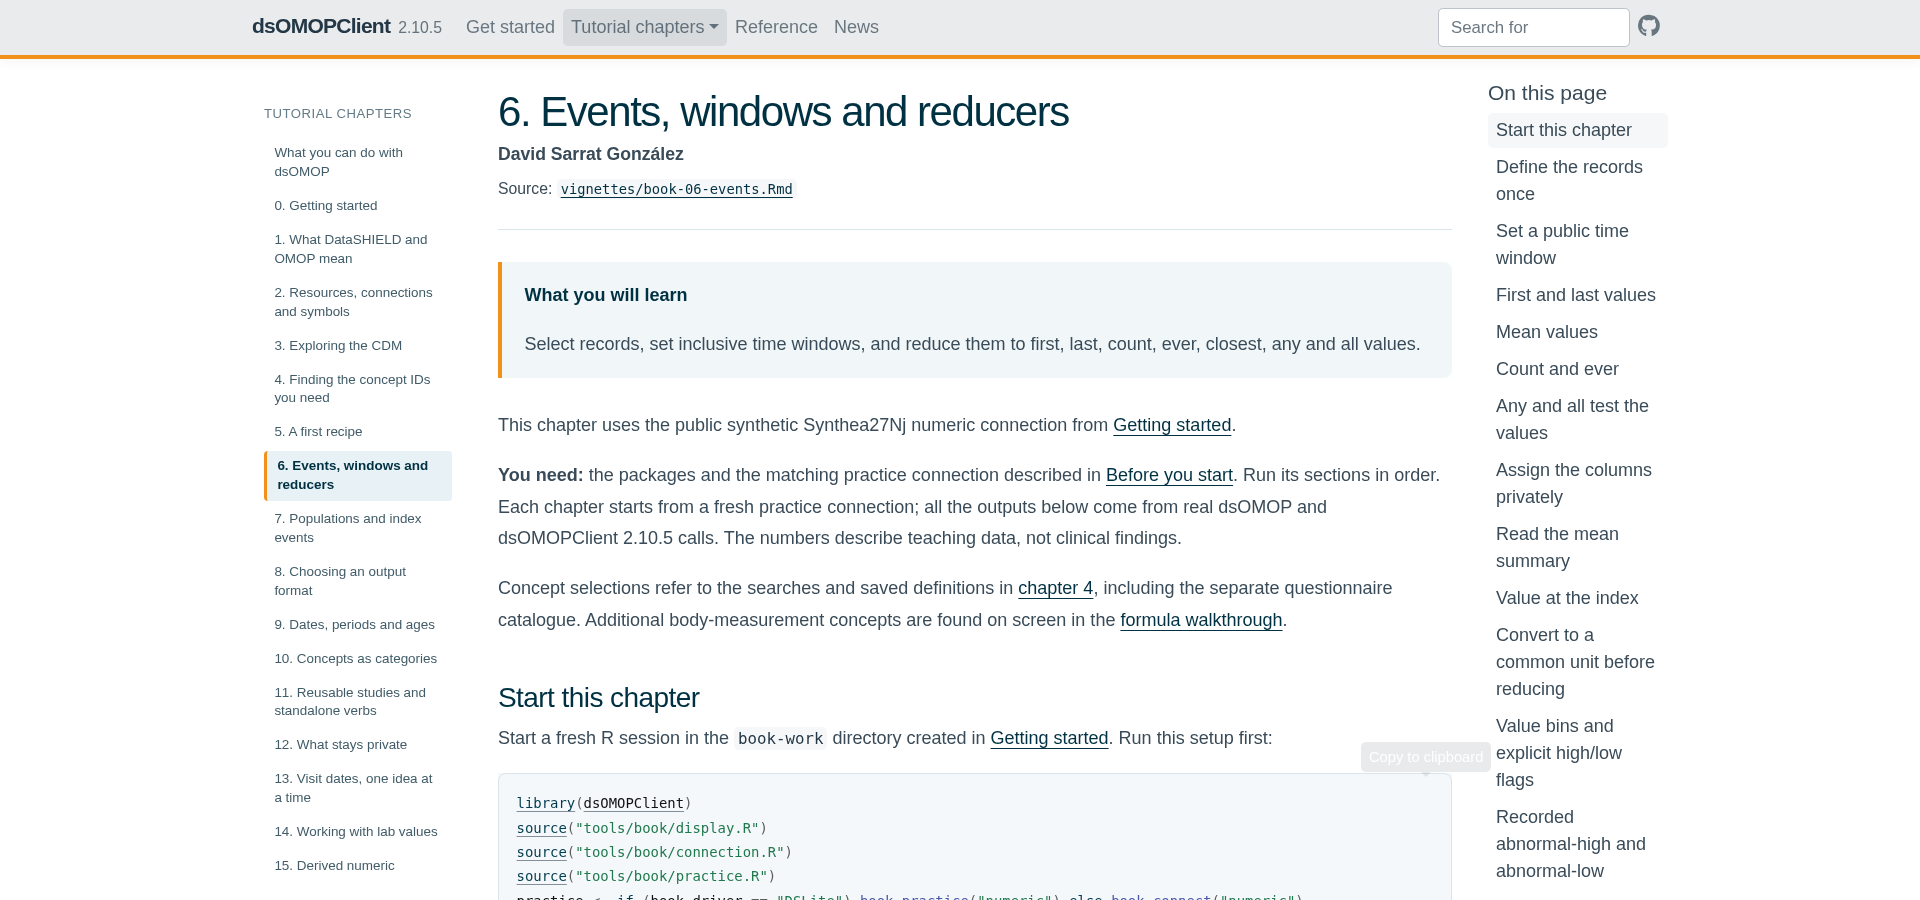 dsOMOPClient 2.10.5 Get started Tutorial chapters Reference News Search for
TUTORIAL CHAPTERS
What you can do with
dsOMOP
0. Getting started
1. What DataSHIELD and
OMOP mean
2. Resources, connections
and symbols
3. Exploring the CDM
4. Finding the concept IDs
you need
5. A first recipe
6. Events, windows and
reducers
7. Populations and index
events
8. Choosing an output
format
9. Dates, periods and ages
10. Concepts as categories
11. Reusable studies and
standalone verbs
12. What stays private
13. Visit dates, one idea at
a time
14. Working with lab values
15. Derived numeric
6. Events, windows and reducers
David Sarrat González
Source: vignettes/book-06-events.Rmd
What you will learn
Select records, set inclusive time windows, and reduce them to first, last, count, ever, closest, any and all values.
This chapter uses the public synthetic Synthea27Nj numeric connection from Getting started.
You need: the packages and the matching practice connection described in Before you start. Run its sections in order.
Each chapter starts from a fresh practice connection; all the outputs below come from real dsOMOP and
dsOMOPClient 2.10.5 calls. The numbers describe teaching data, not clinical findings.
Concept selections refer to the searches and saved definitions in chapter 4, including the separate questionnaire
catalogue. Additional body-measurement concepts are found on screen in the formula walkthrough.
Start this chapter
Start a fresh R session in the book-work directory created in Getting started. Run this setup first:
Copy to clipboard
library(dsOMOPClient)
source("tools/book/display.R")
source("tools/book/connection.R")
source("tools/book/practice.R")
On this page
Start this chapter
Define the records
once
Set a public time
window
First and last values
Mean values
Count and ever
Any and all test the
values
Assign the columns
privately
Read the mean
summary
Value at the index
Convert to a
common unit before
reducing
Value bins and
explicit high/low
flags
Recorded
abnormal-high and
abnormal-low